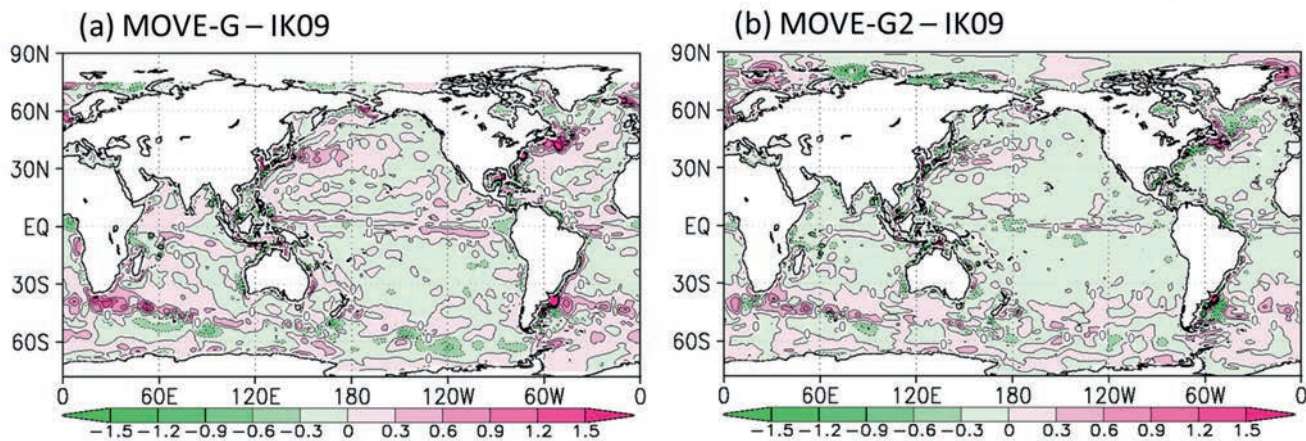 (a) MOVE-G – IK09
90N
60N
30N
EQ
30S
60S
0 60E 120E 180 120W 60W 0
-1.5 -1.2 -0.9 -0.6 -0.3 0 0.3 0.6 0.9 1.2 1.5
(b) MOVE-G2 – IK09
90N
60N
30N
EQ
30S
60S
0 60E 120E 180 120W 60W 0
-1.5 -1.2 -0.9 -0.6 -0.3 0 0.3 0.6 0.9 1.2 1.5